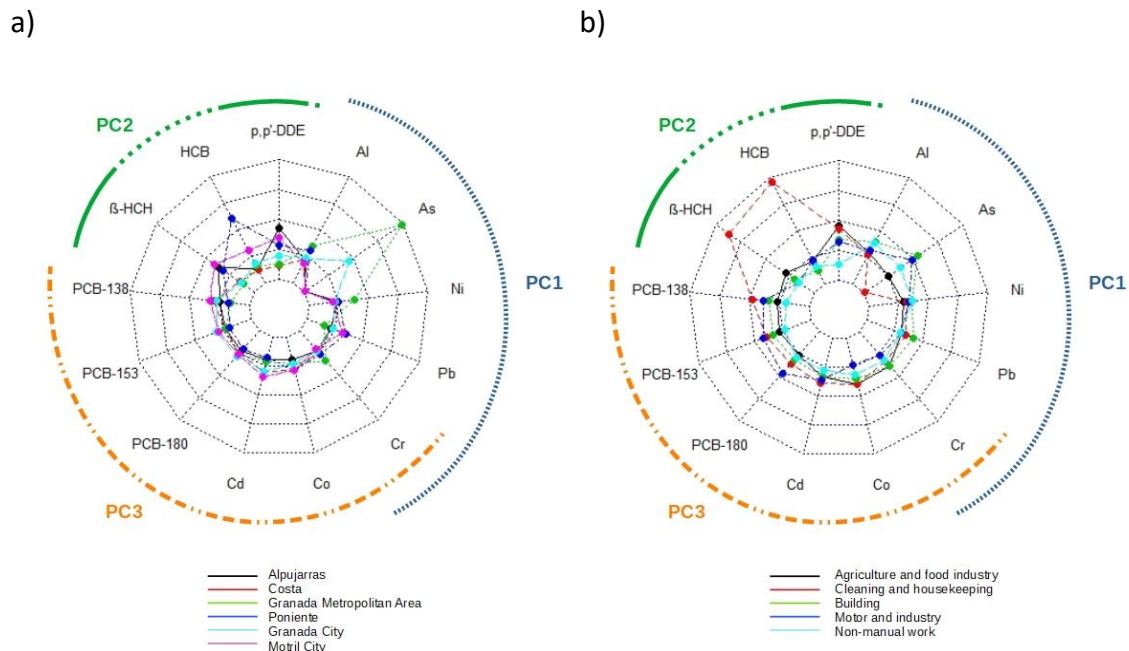 a)
b)
PC2
p,p'-DDE
Al
HCB
As
ß-HCH
Ni
PCB-138
PC1
Pb
PCB-153
Cr
PCB-180
Co
Cd
PC3
Alpujarras
Costa
Granada Metropolitan Area
Poniente
Granada City
Motril City
PC2
p,p'-DDE
Al
HCB
As
ß-HCH
Ni
PCB-138
PC1
Pb
PCB-153
Cr
PCB-180
Co
Cd
PC3
Agriculture and food industry
Cleaning and housekeeping
Building
Motor and industry
Non-manual work